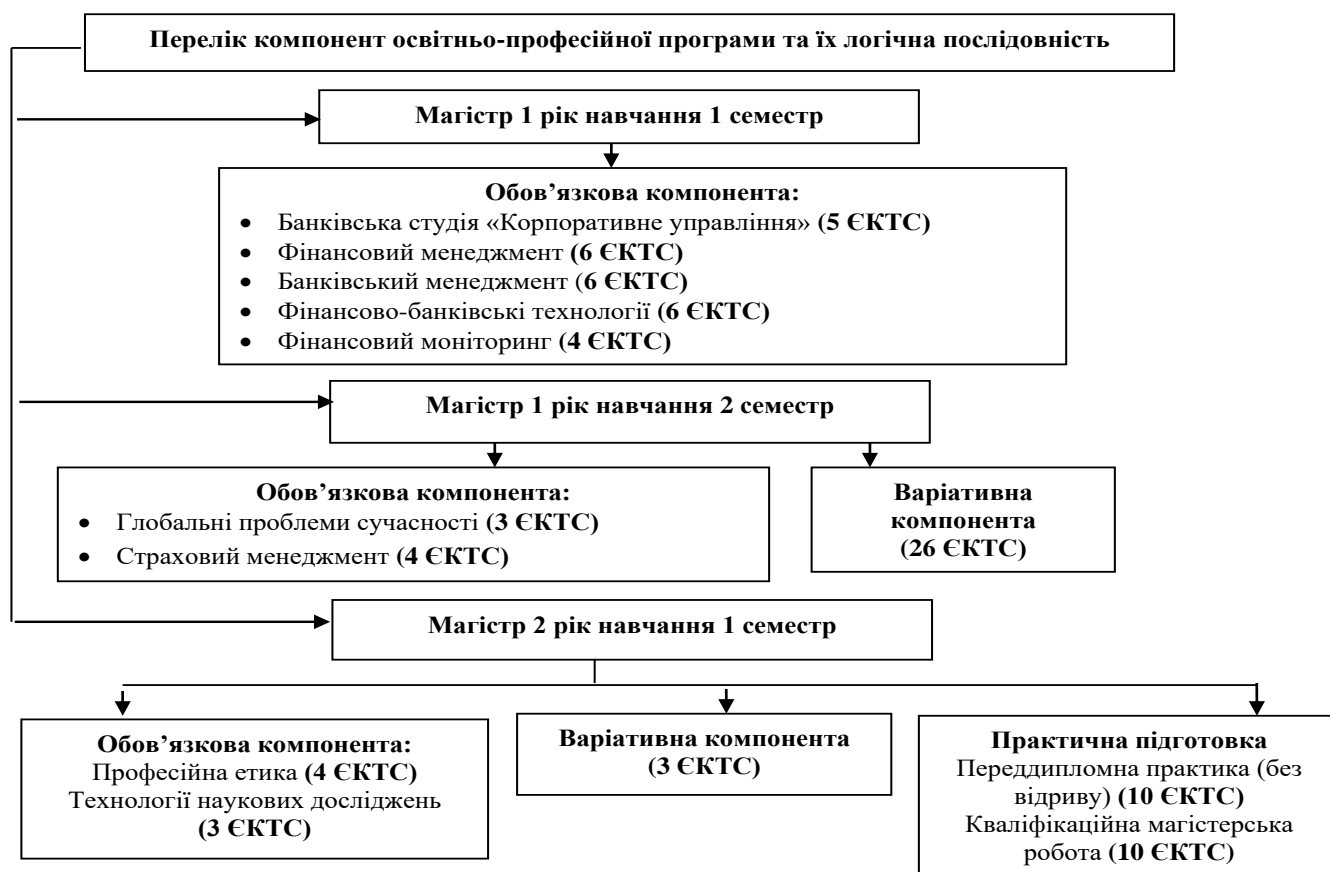 Перелік компонент освітньо-професійної програми та їх логічна послідовність
Магістр 1 рік навчання 1 семестр
Обов’язкова компонента:
• Банківська студія «Корпоративне управління» (5 ЄКТС)
• Фінансовий менеджмент (6 ЄКТС)
• Банківський менеджмент (6 ЄКТС)
• Фінансово-банківські технології (6 ЄКТС)
• Фінансовий моніторинг (4 ЄКТС)
Магістр 1 рік навчання 2 семестр
Обов’язкова компонента:
• Глобальні проблеми сучасності (3 ЄКТС)
• Страховий менеджмент (4 ЄКТС)
Варіативна
компонента
(26 ЄКТС)
Магістр 2 рік навчання 1 семестр
Обов’язкова компонента:
Професійна етика (4 ЄКТС)
Технології наукових досліджень
(3 ЄКТС)
Варіативна компонента
(3 ЄКТС)
Практична підготовка
Переддипломна практика (без
відриву) (10 ЄКТС)
Кваліфікаційна магістерська
робота (10 ЄКТС)